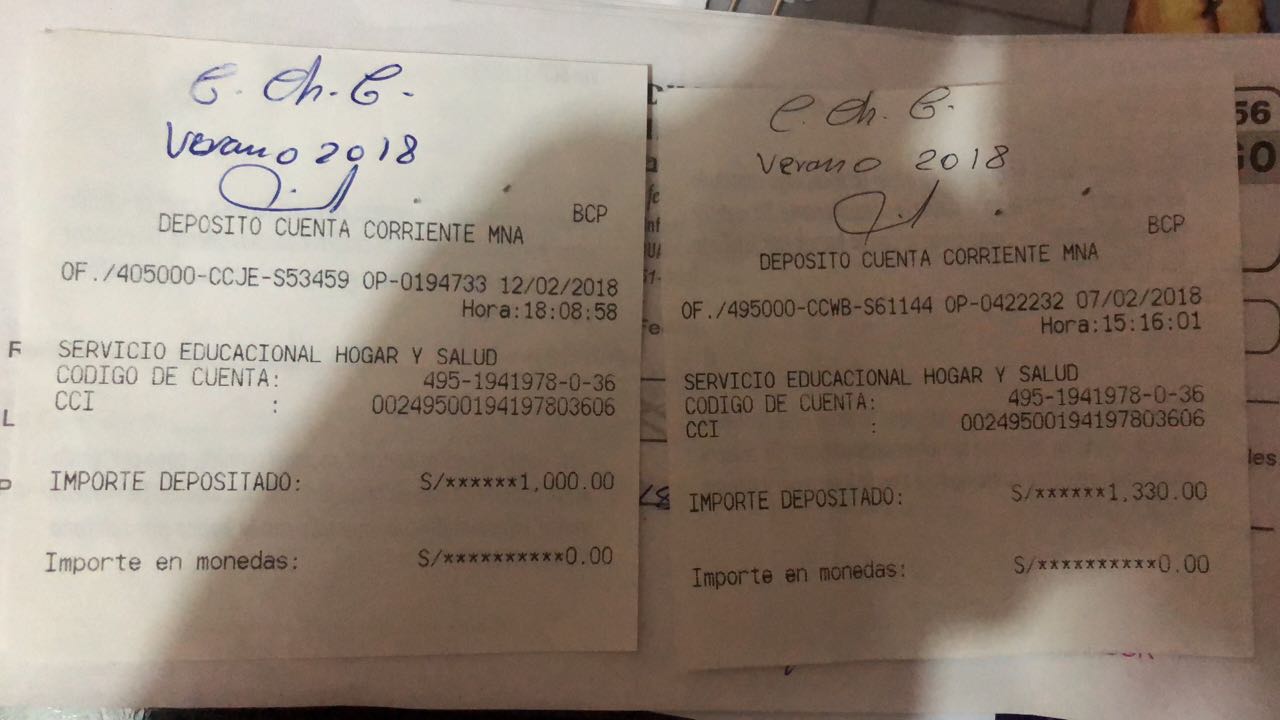 C. Ch. C.
Verano 2018
BCP
DEPOSITO CUENTA CORRIENTE MNA
OF./405000-CCJE-S53459 OP-0194733 12/02/2018
Hora:18:08:58
SERVICIO EDUCACIONAL HOGAR Y SALUD
CODIGO DE CUENTA: 495-1941978-0-36
CCI : 00249500194197803606
IMPORTE DEPOSITADO: S/******1,000.00
Importe en monedas: S/**********0.00
C. Ch. C.
Verano 2018
BCP
DEPOSITO CUENTA CORRIENTE MNA
OF./495000-CCWB-S61144 OP-0422232 07/02/2018
Hora:15:16:01
SERVICIO EDUCACIONAL HOGAR Y SALUD
CODIGO DE CUENTA: 495-1941978-0-36
CCI : 00249500194197803606
IMPORTE DEPOSITADO: S/******1,330.00
Importe en monedas: S/**********0.00
56
GO
les
F
L